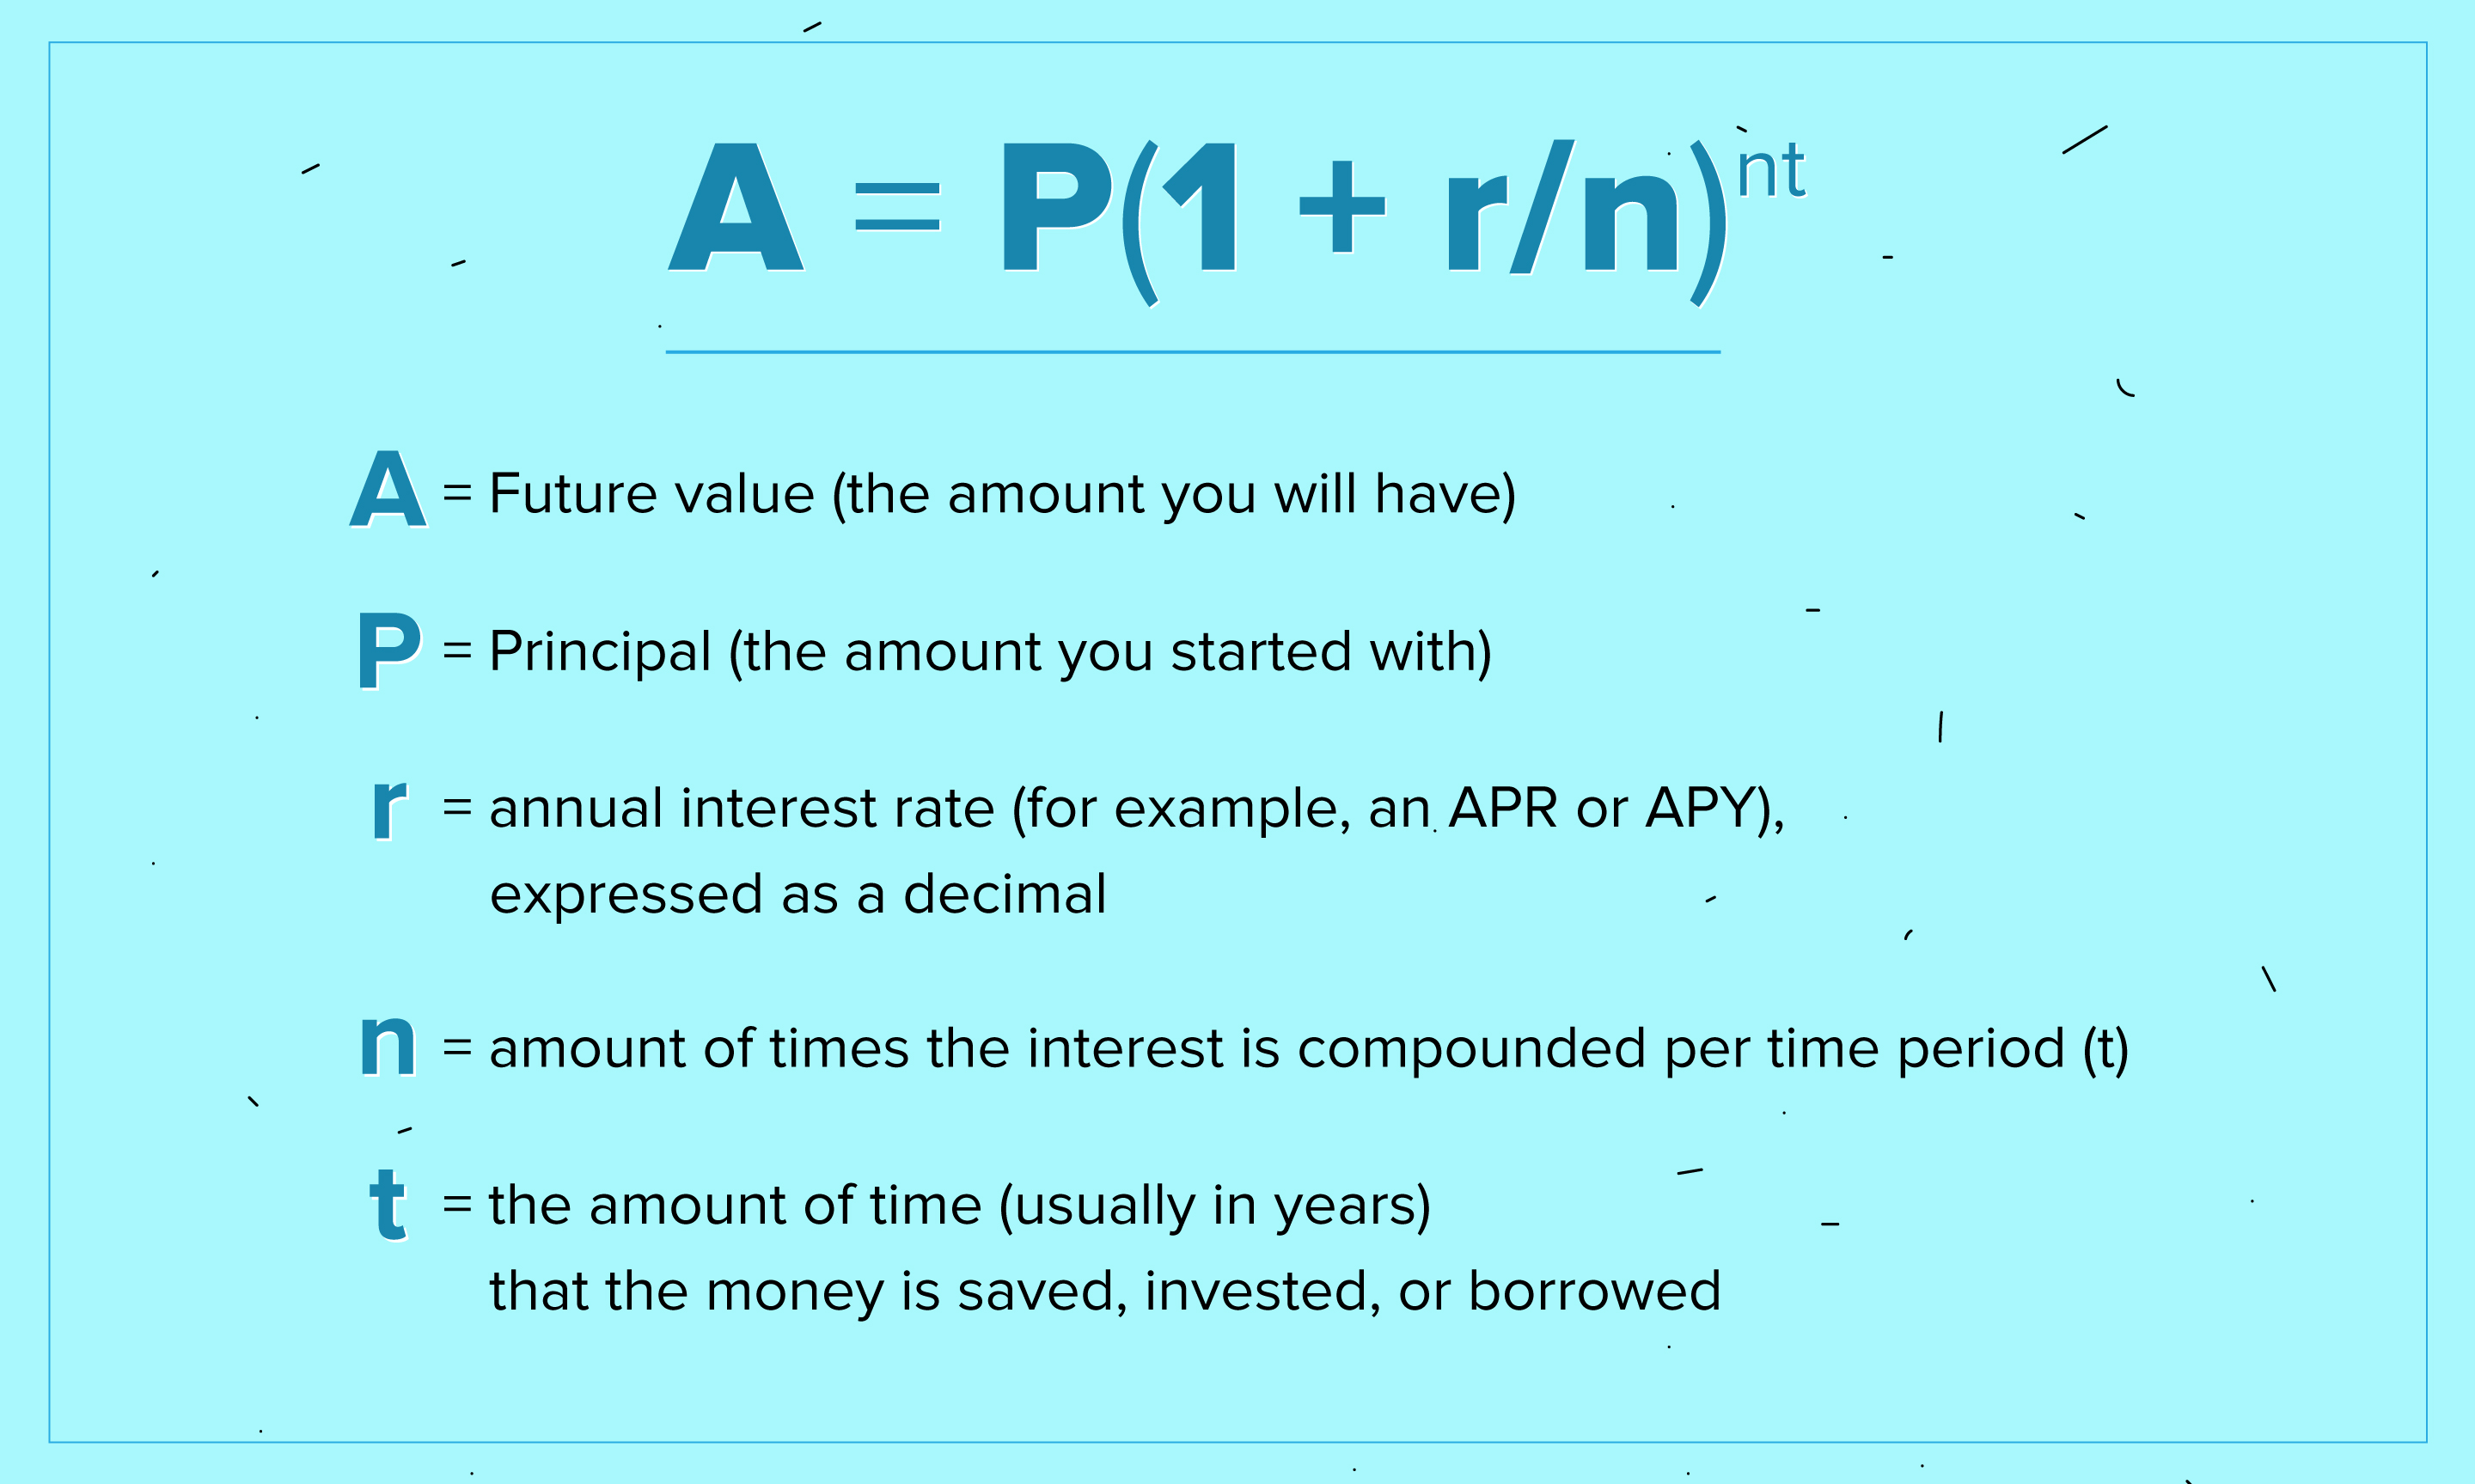 A = P(1 + r/n)^nt
A = Future value (the amount you will have)
P = Principal (the amount you started with)
r = annual interest rate (for example, an APR or APY),
expressed as a decimal
n = amount of times the interest is compounded per time period (t)
t = the amount of time (usually in years)
that the money is saved, invested, or borrowed